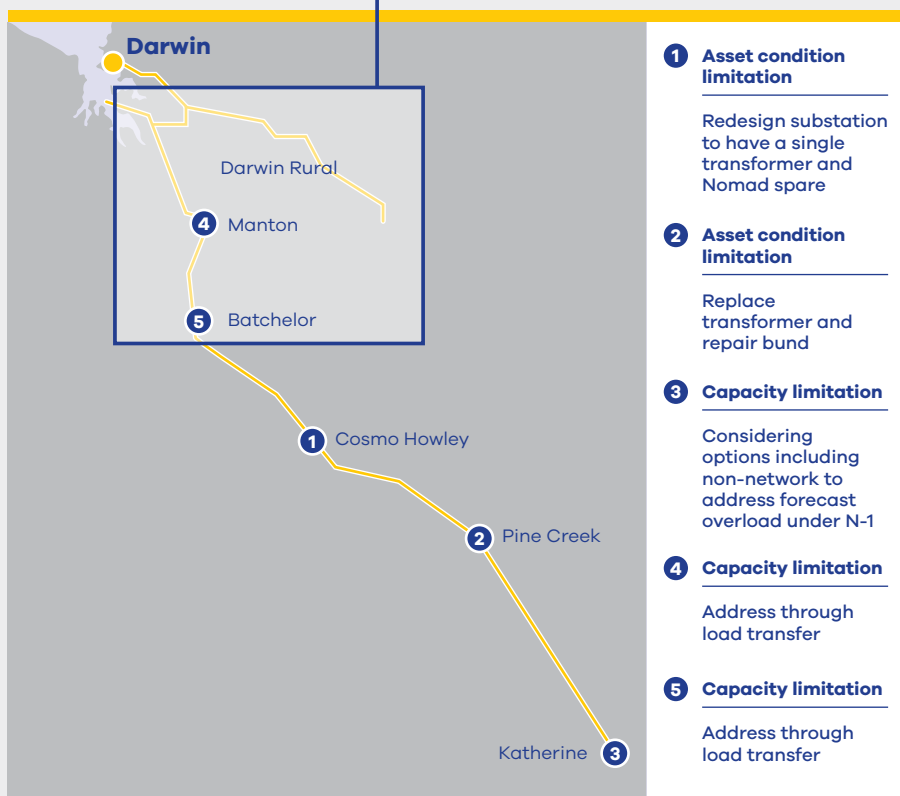 Darwin
Darwin Rural
4 Manton
5 Batchelor
1 Cosmo Howley
2 Pine Creek
Katherine 3
1 Asset condition
limitation
Redesign substation
to have a single
transformer and
Nomad spare
2 Asset condition
limitation
Replace
transformer and
repair bund
3 Capacity limitation
Considering
options including
non-network to
address forecast
overload under N-1
4 Capacity limitation
Address through
load transfer
5 Capacity limitation
Address through
load transfer